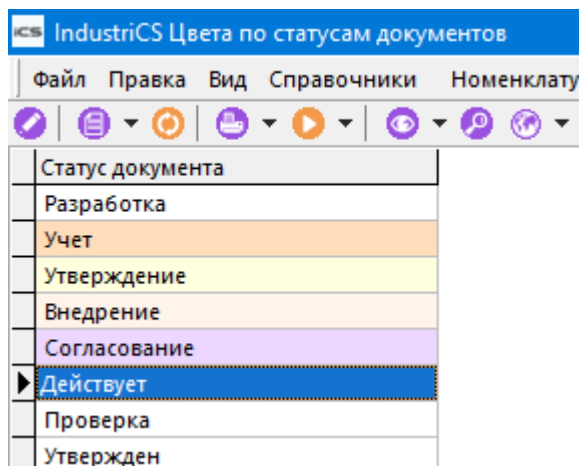 iCS IndustriCS Цвета по статусам документов
Файл Правка Вид Справочники Номенклату
Статус документа
Разработка
Учет
Утверждение
Внедрение
Согласование
Действует
Проверка
Утвержден